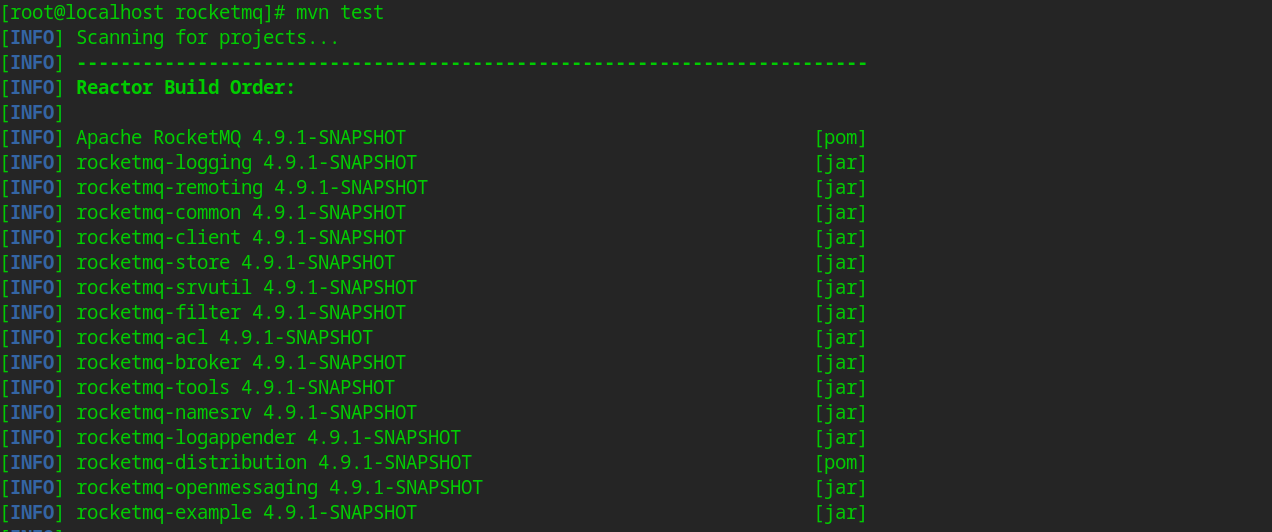 [root@localhost rocketmq]# mvn test
[INFO] Scanning for projects...
[INFO] ------------------------------------------------------------------------
[INFO] Reactor Build Order:
[INFO]
[INFO] Apache RocketMQ 4.9.1-SNAPSHOT [pom]
[INFO] rocketmq-logging 4.9.1-SNAPSHOT [jar]
[INFO] rocketmq-remoting 4.9.1-SNAPSHOT [jar]
[INFO] rocketmq-common 4.9.1-SNAPSHOT [jar]
[INFO] rocketmq-client 4.9.1-SNAPSHOT [jar]
[INFO] rocketmq-store 4.9.1-SNAPSHOT [jar]
[INFO] rocketmq-srvutil 4.9.1-SNAPSHOT [jar]
[INFO] rocketmq-filter 4.9.1-SNAPSHOT [jar]
[INFO] rocketmq-acl 4.9.1-SNAPSHOT [jar]
[INFO] rocketmq-broker 4.9.1-SNAPSHOT [jar]
[INFO] rocketmq-tools 4.9.1-SNAPSHOT [jar]
[INFO] rocketmq-namesrv 4.9.1-SNAPSHOT [jar]
[INFO] rocketmq-logappender 4.9.1-SNAPSHOT [jar]
[INFO] rocketmq-distribution 4.9.1-SNAPSHOT [pom]
[INFO] rocketmq-openmessaging 4.9.1-SNAPSHOT [jar]
[INFO] rocketmq-example 4.9.1-SNAPSHOT [jar]